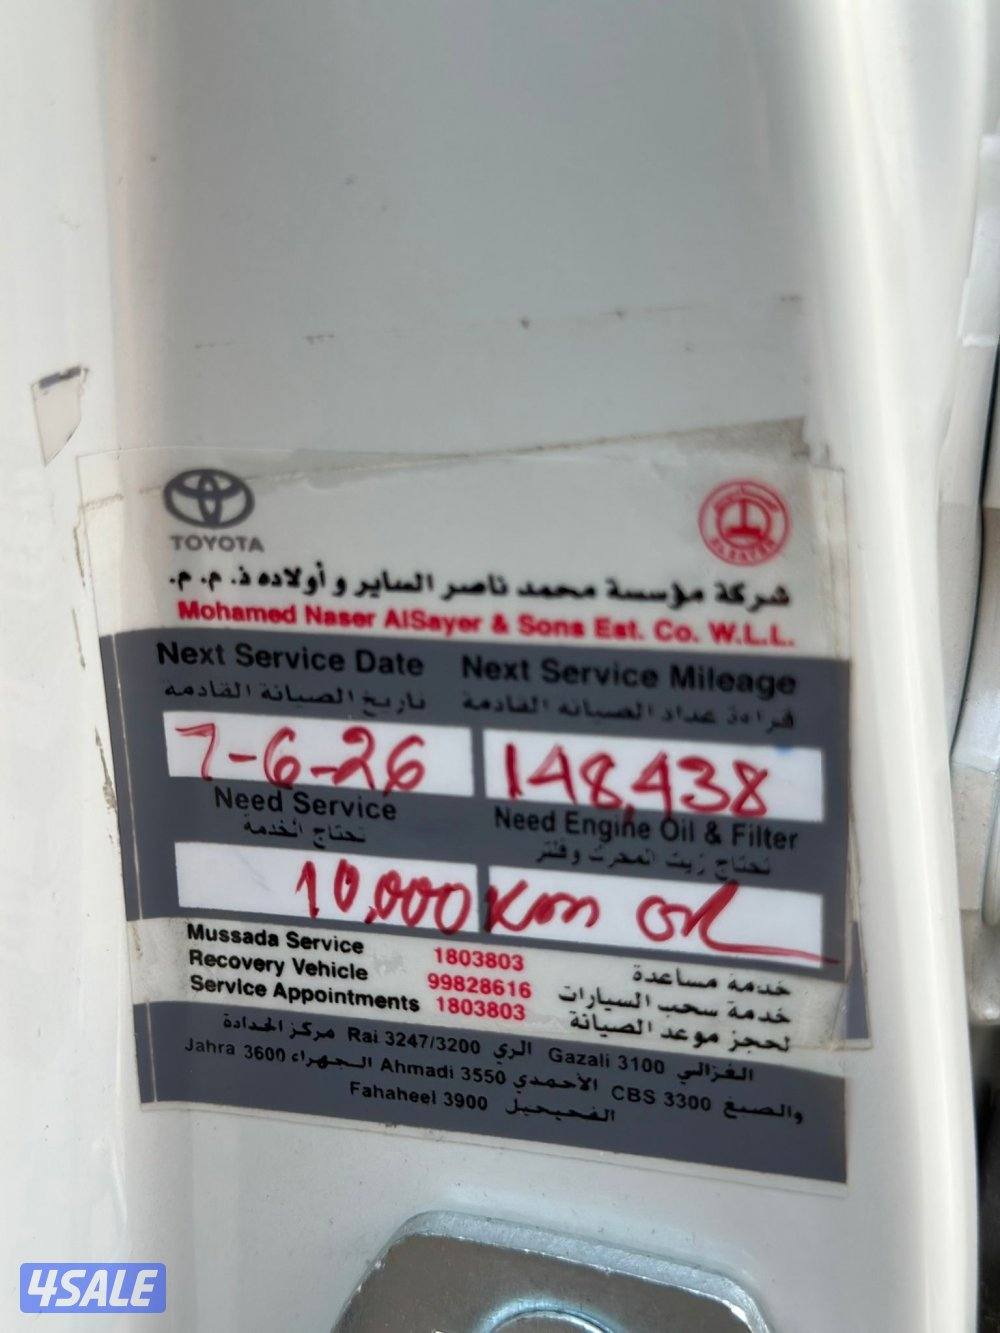 TOYOTA
شركة مؤسسة محمد ناصر الساير و أولاده ذ.م.م.
Mohamed Naser AlSayer & Sons Est. Co. W.L.L.
Next Service Date Next Service Mileage
تاريخ الصيانة القادمة قراءة عداد الصيانة القادمة
7-6-26 148,438
Need Service Need Engine Oil & Filter
تحتاج الخدمة تحتاج زيت المحرك وفلتر
10,000 Km
Mussada Service 1803803 خدمة مساعدة
Recovery Vehicle 99828616 خدمة سحب السيارات
Service Appointments 1803803 لحجز موعد الصيانة
الغزالي Gazali 3100 الري Rai 3247/3200 مركز الحدادة
والصبغ CBS 3300 الأحمدي Ahmadi 3550 الجهراء Jahra 3600
الفحيحيل Fahaheel 3900
4SALE